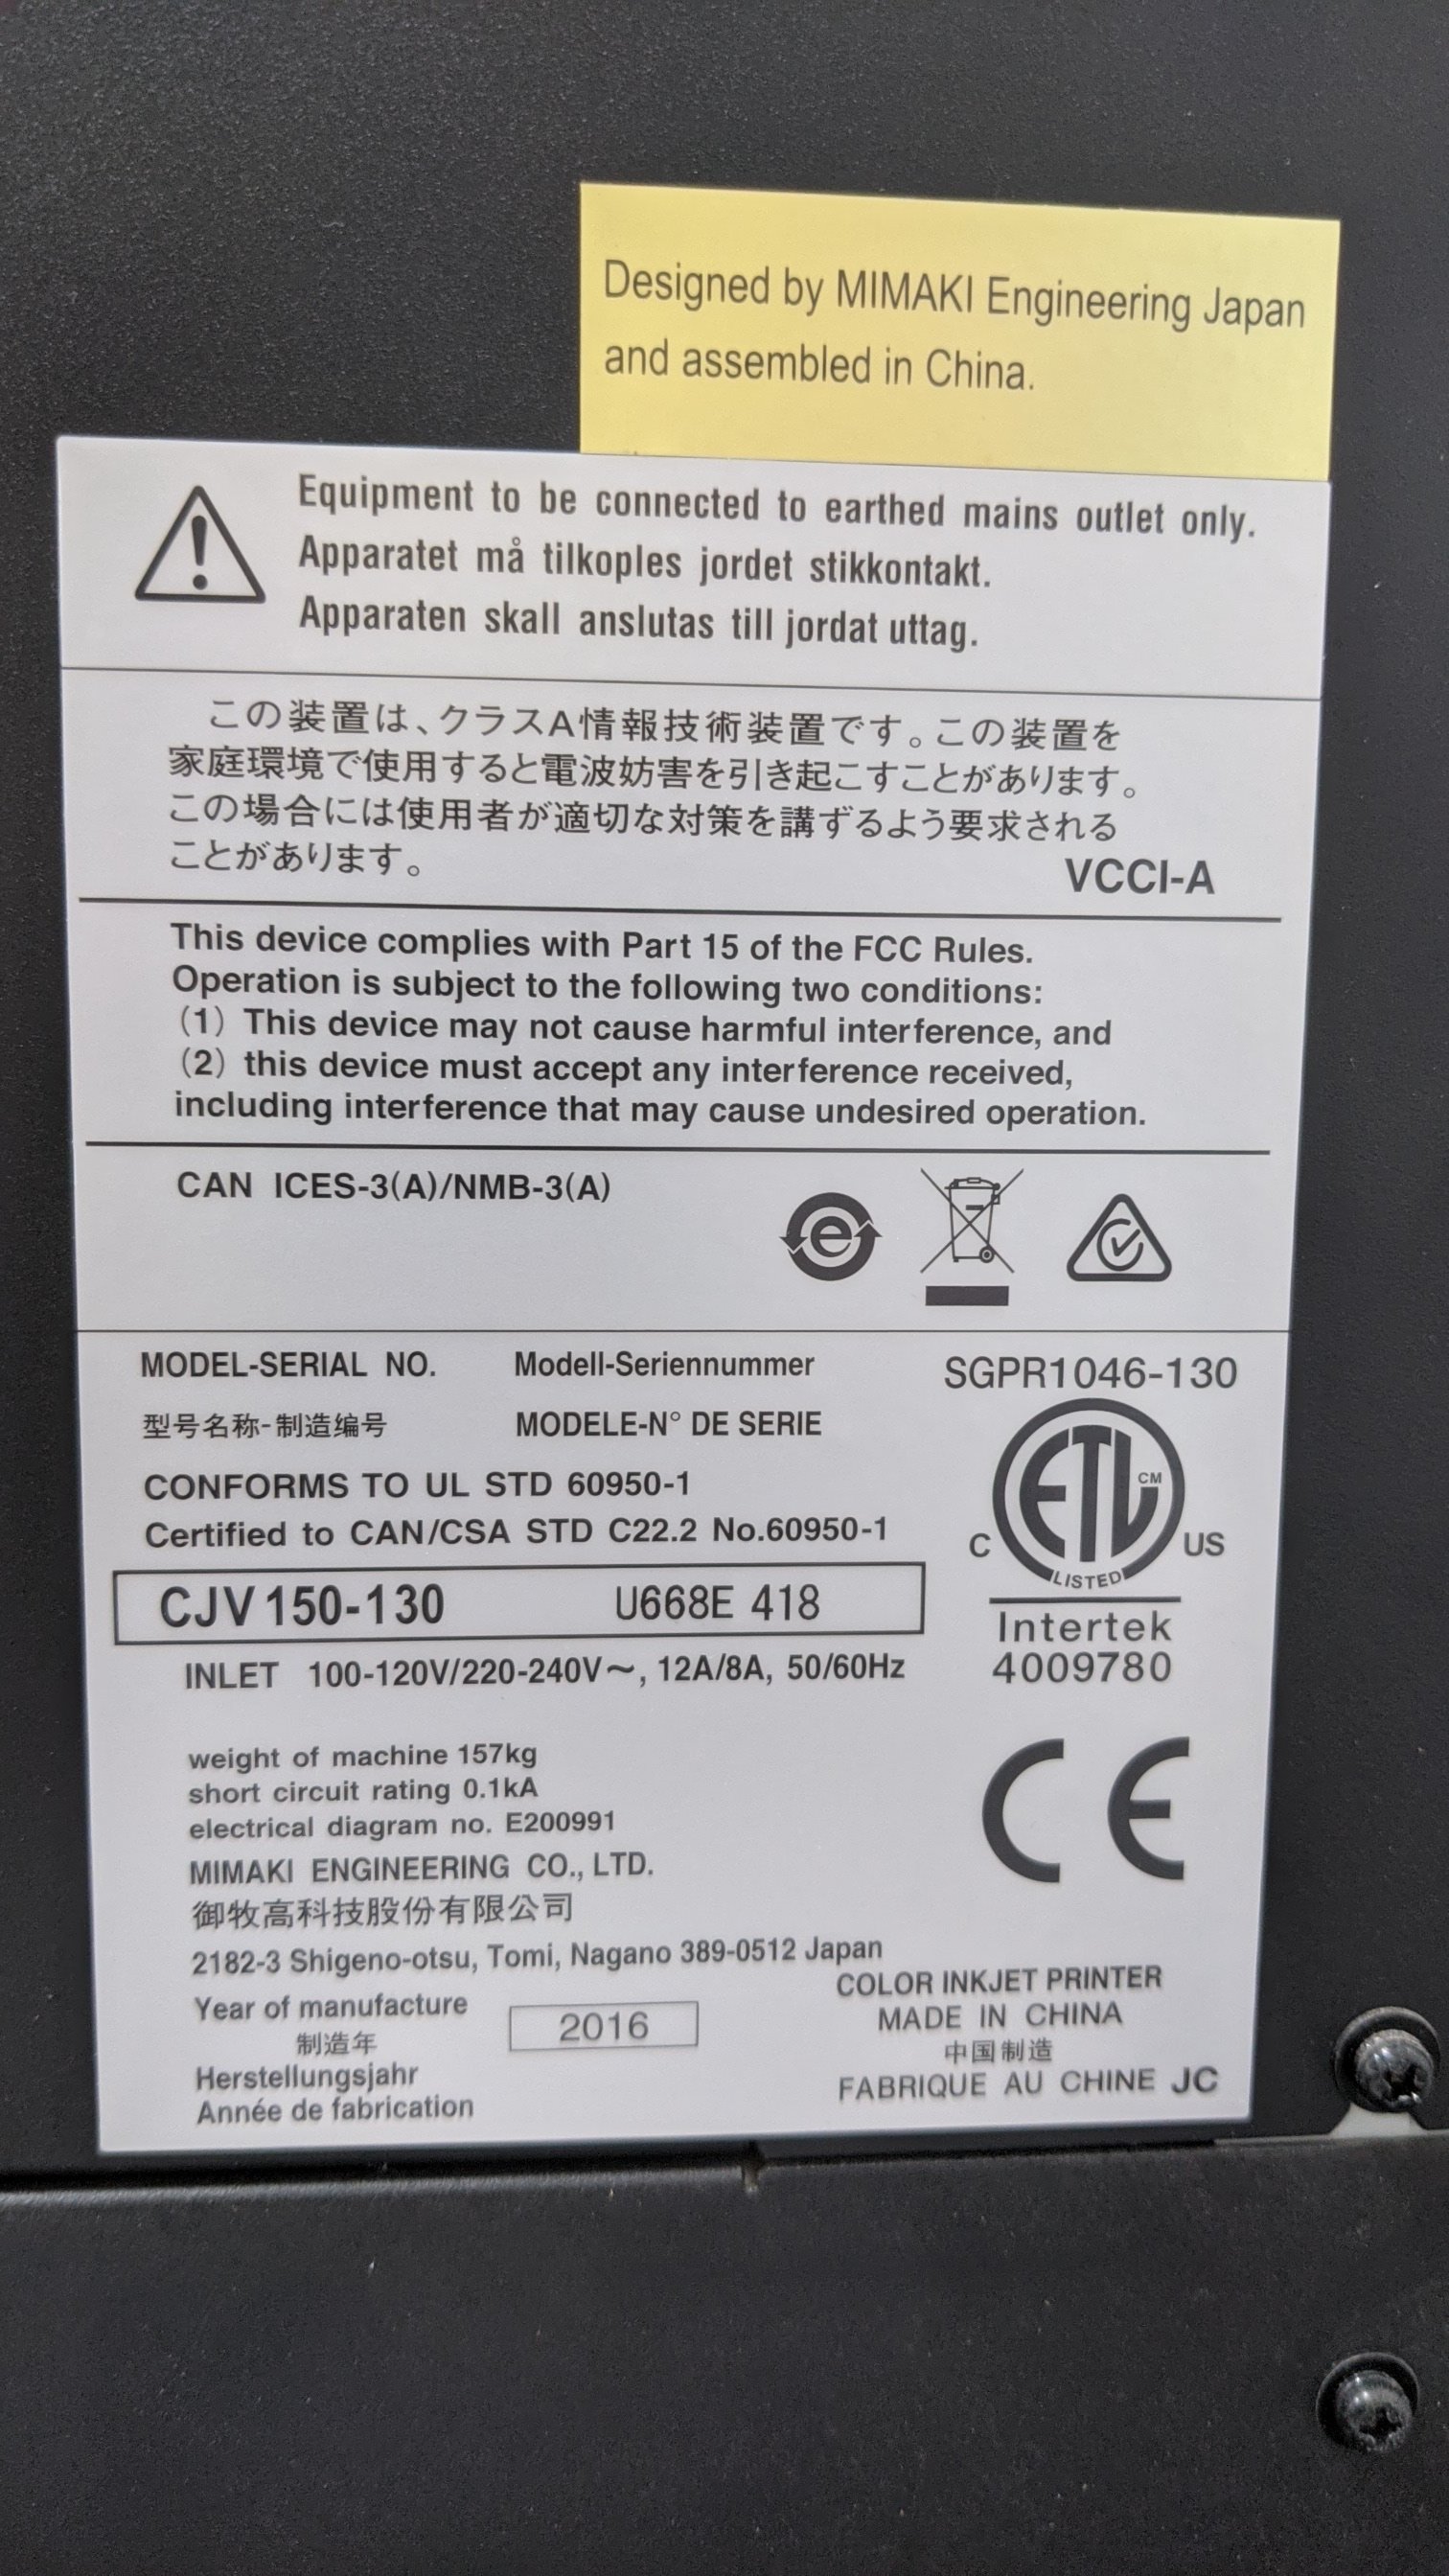 Designed by MIMAKI Engineering Japan
and assembled in China.
Equipment to be connected to earthed mains outlet only.
Apparatet må tilkoples jordet stikkontakt.
Apparaten skall anslutas till jordat uttag.
この装置は、クラスA情報技術装置です。この装置を
家庭環境で使用すると電波妨害を引き起こすことがあります。
この場合には使用者が適切な対策を講ずるよう要求される
ことがあります。
VCCI-A
This device complies with Part 15 of the FCC Rules.
Operation is subject to the following two conditions:
(1) This device may not cause harmful interference, and
(2) this device must accept any interference received,
including interference that may cause undesired operation.
CAN ICES-3(A)/NMB-3(A)
e
MODEL-SERIAL NO. Modell-Seriennummer SGPR1046-130
型号名称-制造编号 MODELE-N° DE SERIE
CONFORMS TO UL STD 60950-1
Certified to CAN/CSA STD C22.2 No.60950-1
ETL CM
C US
LISTED
Intertek
4009780
CJV150-130 U668E 418
INLET 100-120V/220-240V～, 12A/8A, 50/60Hz
weight of machine 157kg
short circuit rating 0.1kA
electrical diagram no. E200991
CE
MIMAKI ENGINEERING CO., LTD.
御牧高科技股份有限公司
2182-3 Shigeno-otsu, Tomi, Nagano 389-0512 Japan
Year of manufacture
制造年
Herstellungsjahr
Année de fabrication
2016
COLOR INKJET PRINTER
MADE IN CHINA
中国制造
FABRIQUE AU CHINE JC